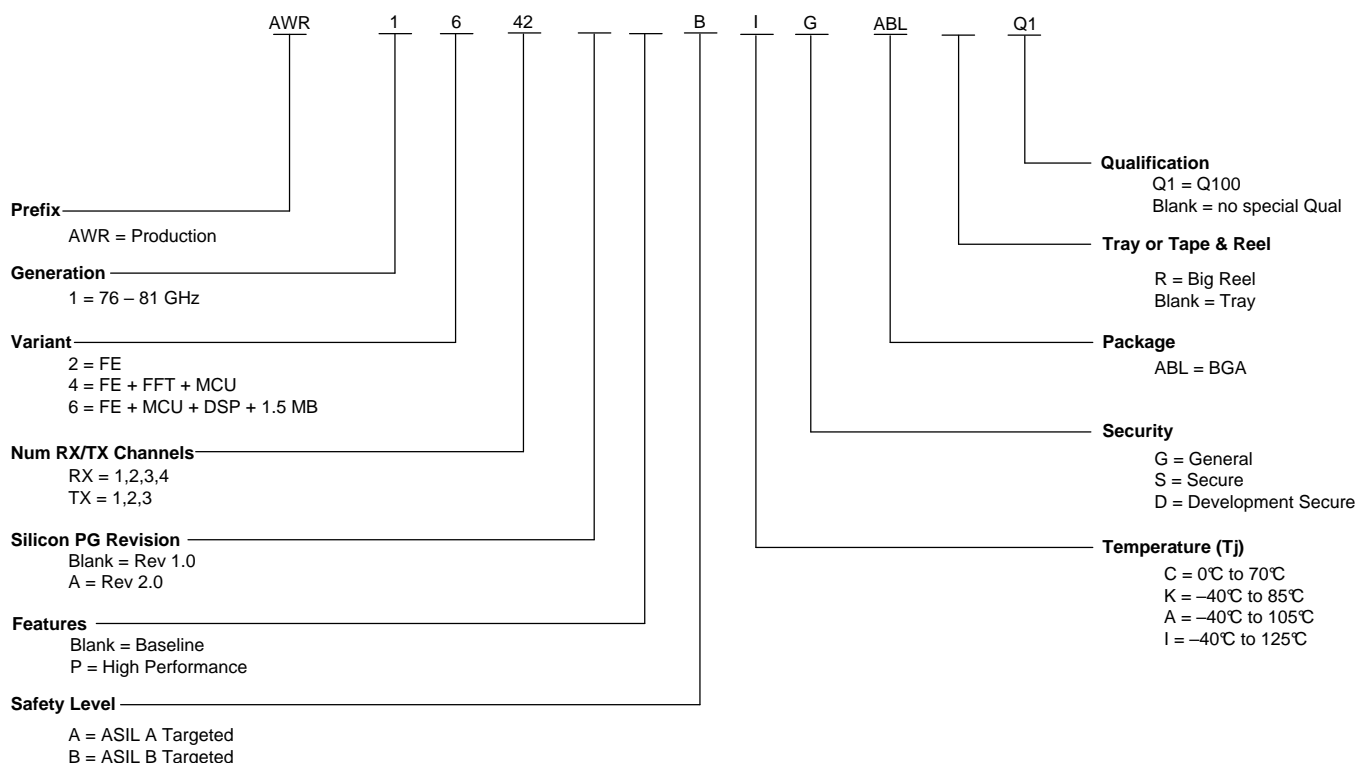 AWR 1 6 42 B I G ABL Q1
Prefix
AWR = Production
Generation
1 = 76 – 81 GHz
Variant
2 = FE
4 = FE + FFT + MCU
6 = FE + MCU + DSP + 1.5 MB
Num RX/TX Channels
RX = 1,2,3,4
TX = 1,2,3
Silicon PG Revision
Blank = Rev 1.0
A = Rev 2.0
Features
Blank = Baseline
P = High Performance
Safety Level
A = ASIL A Targeted
B = ASIL B Targeted
Qualification
Q1 = Q100
Blank = no special Qual
Tray or Tape & Reel
R = Big Reel
Blank = Tray
Package
ABL = BGA
Security
G = General
S = Secure
D = Development Secure
Temperature (Tj)
C = 0°C to 70°C
K = –40°C to 85°C
A = –40°C to 105°C
I = –40°C to 125°C